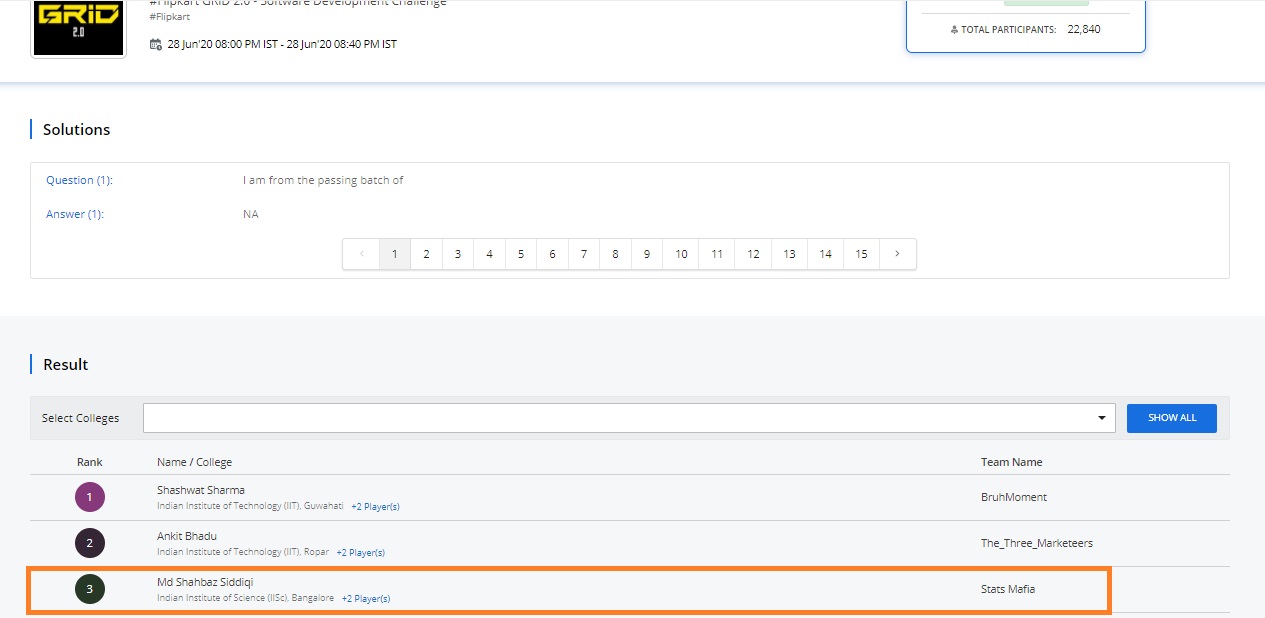 GRiD
2.0
#Flipkart GRiD 2.0 - Software Development Challenge
#Flipkart
28 Jun'20 08:00 PM IST - 28 Jun'20 08:40 PM IST
TOTAL PARTICIPANTS: 22,840
Solutions
Question (1): I am from the passing batch of
Answer (1): NA
‹ 1 2 3 4 5 6 7 8 9 10 11 12 13 14 15 ›
Result
Select Colleges SHOW ALL
Rank Name / College Team Name
1 Shashwat Sharma BruhMoment
Indian Institute of Technology (IIT), Guwahati +2 Player(s)
2 Ankit Bhadu The_Three_Marketeers
Indian Institute of Technology (IIT), Ropar +2 Player(s)
3 Md Shahbaz Siddiqi Stats Mafia
Indian Institute of Science (IISc), Bangalore +2 Player(s)